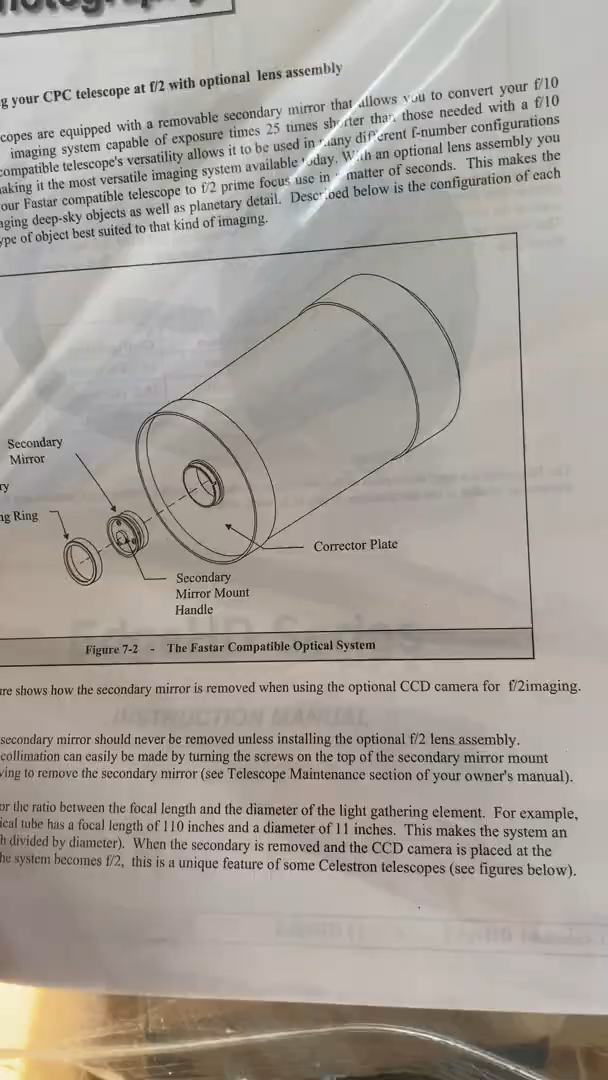 your CPC telescope at f/2 with optional lens assembly
are equipped with a removable secondary mirror that allows you to convert your f/10
imaging system capable of exposure times 25 times shorter than those needed with a f/10
compatible telescope's versatility allows it to be used in many different f-number configurations
it the most versatile imaging system available today. With an optional lens assembly you
our Fastar compatible telescope to f/2 prime focus use in matter of seconds. This makes the
deep-sky objects as well as planetary detail. Described below is the configuration of each
of object best suited to that kind of imaging.
Secondary
Mirror
Ring
Corrector Plate
Secondary
Mirror Mount
Handle
Figure 7-2 - The Fastar Compatible Optical System
shows how the secondary mirror is removed when using the optional CCD camera for f/2imaging.
secondary mirror should never be removed unless installing the optional f/2 lens assembly.
collimation can easily be made by turning the screws on the top of the secondary mirror mount
to remove the secondary mirror (see Telescope Maintenance section of your owner's manual).
the ratio between the focal length and the diameter of the light gathering element. For example,
tube has a focal length of 110 inches and a diameter of 11 inches. This makes the system an
divided by diameter). When the secondary is removed and the CCD camera is placed at the
system becomes f/2, this is a unique feature of some Celestron telescopes (see figures below).
INSTRUCTION MANUAL